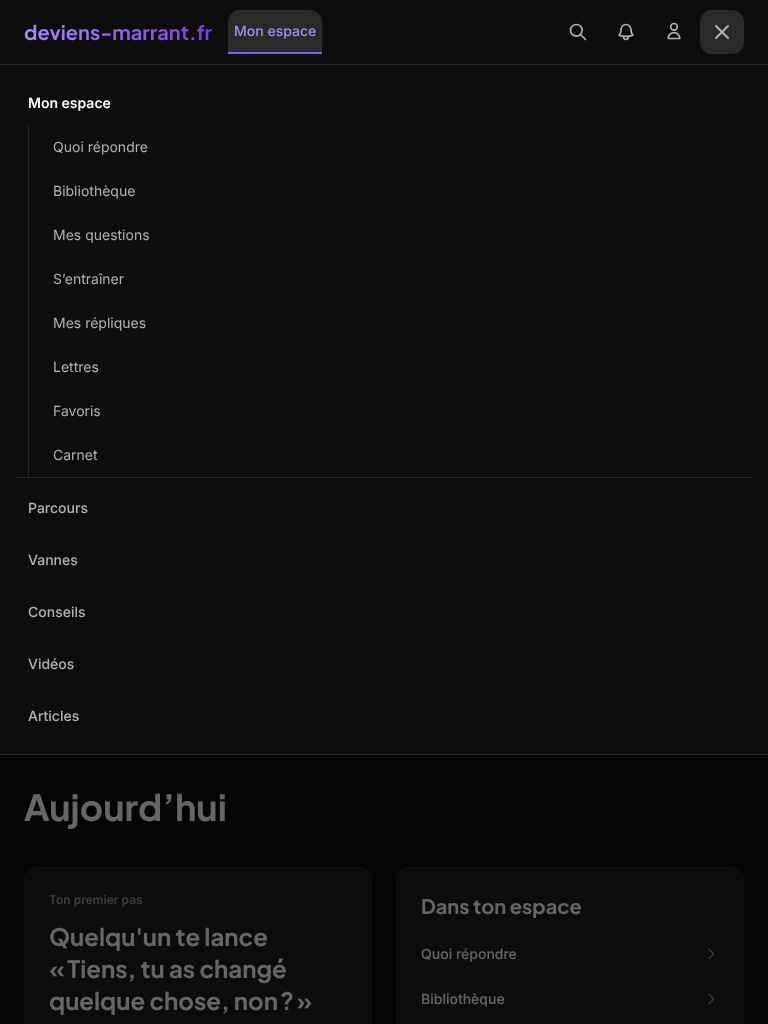 deviens-marrant.fr
Mon espace
Mon espace
Quoi répondre
Bibliothèque
Mes questions
S’entraîner
Mes répliques
Lettres
Favoris
Carnet
Parcours
Vannes
Conseils
Vidéos
Articles
Aujourd’hui
Ton premier pas
Quelqu'un te lance
« Tiens, tu as changé
quelque chose, non ? »
Dans ton espace
Quoi répondre
Bibliothèque